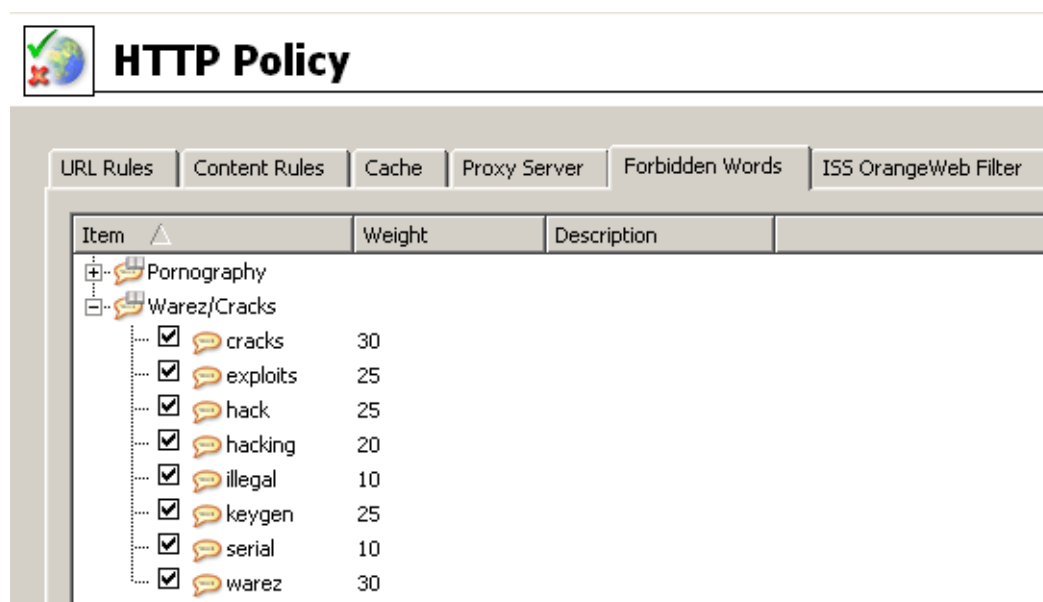 HTTP Policy
URL Rules Content Rules Cache Proxy Server Forbidden Words ISS OrangeWeb Filter
Item Weight Description
Pornography
Warez/Cracks
cracks 30
exploits 25
hack 25
hacking 20
illegal 10
keygen 25
serial 10
warez 30